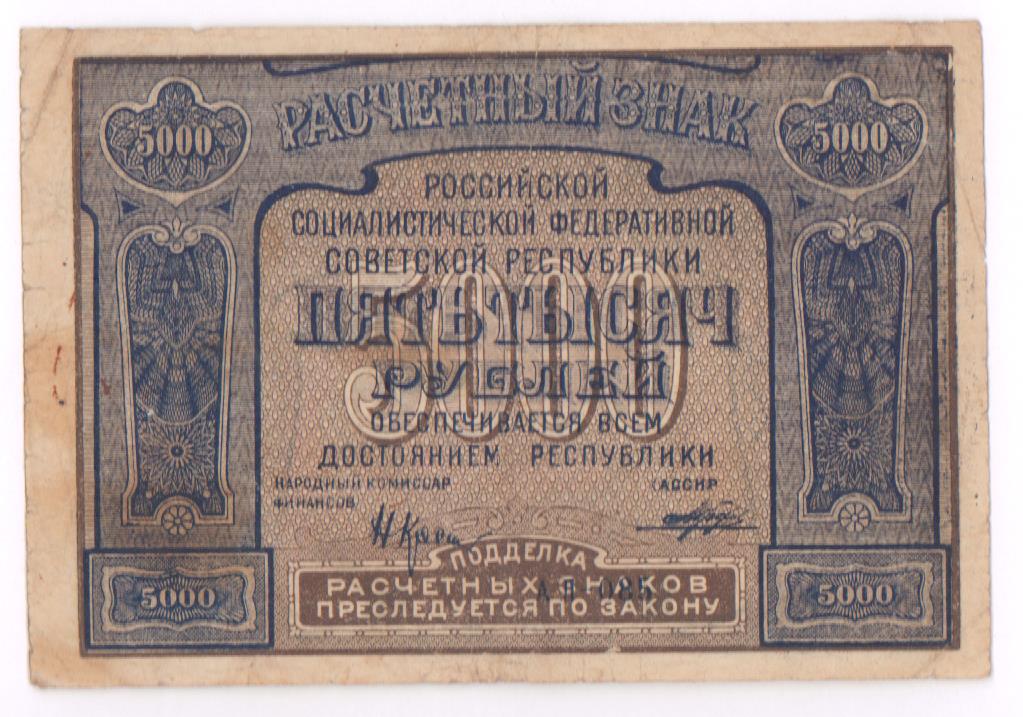 РАСЧЕТНЫЙ ЗНАК
5000 5000
РОССИЙСКОЙ
СОЦИАЛИСТИЧЕСКОЙ ФЕДЕРАТИВНОЙ
СОВЕТСКОЙ РЕСПУБЛИКИ
ПЯТЬ ТЫСЯЧ
5000
РУБЛЕЙ
ОБЕСПЕЧИВАЕТСЯ ВСЕМ
ДОСТОЯНИЕМ РЕСПУБЛИКИ
НАРОДНЫЙ КОМИССАР КАССИР
ФИНАНСОВ
ПОДДЕЛКА
РАСЧЕТНЫХ ЗНАКОВ
5000 5000
ПРЕСЛЕДУЕТСЯ ПО ЗАКОНУ